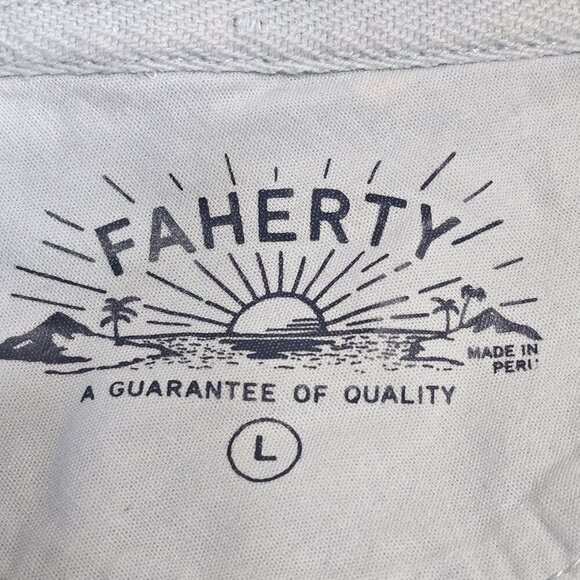 FAHERTY
MADE IN
PERU
A GUARANTEE OF QUALITY
L